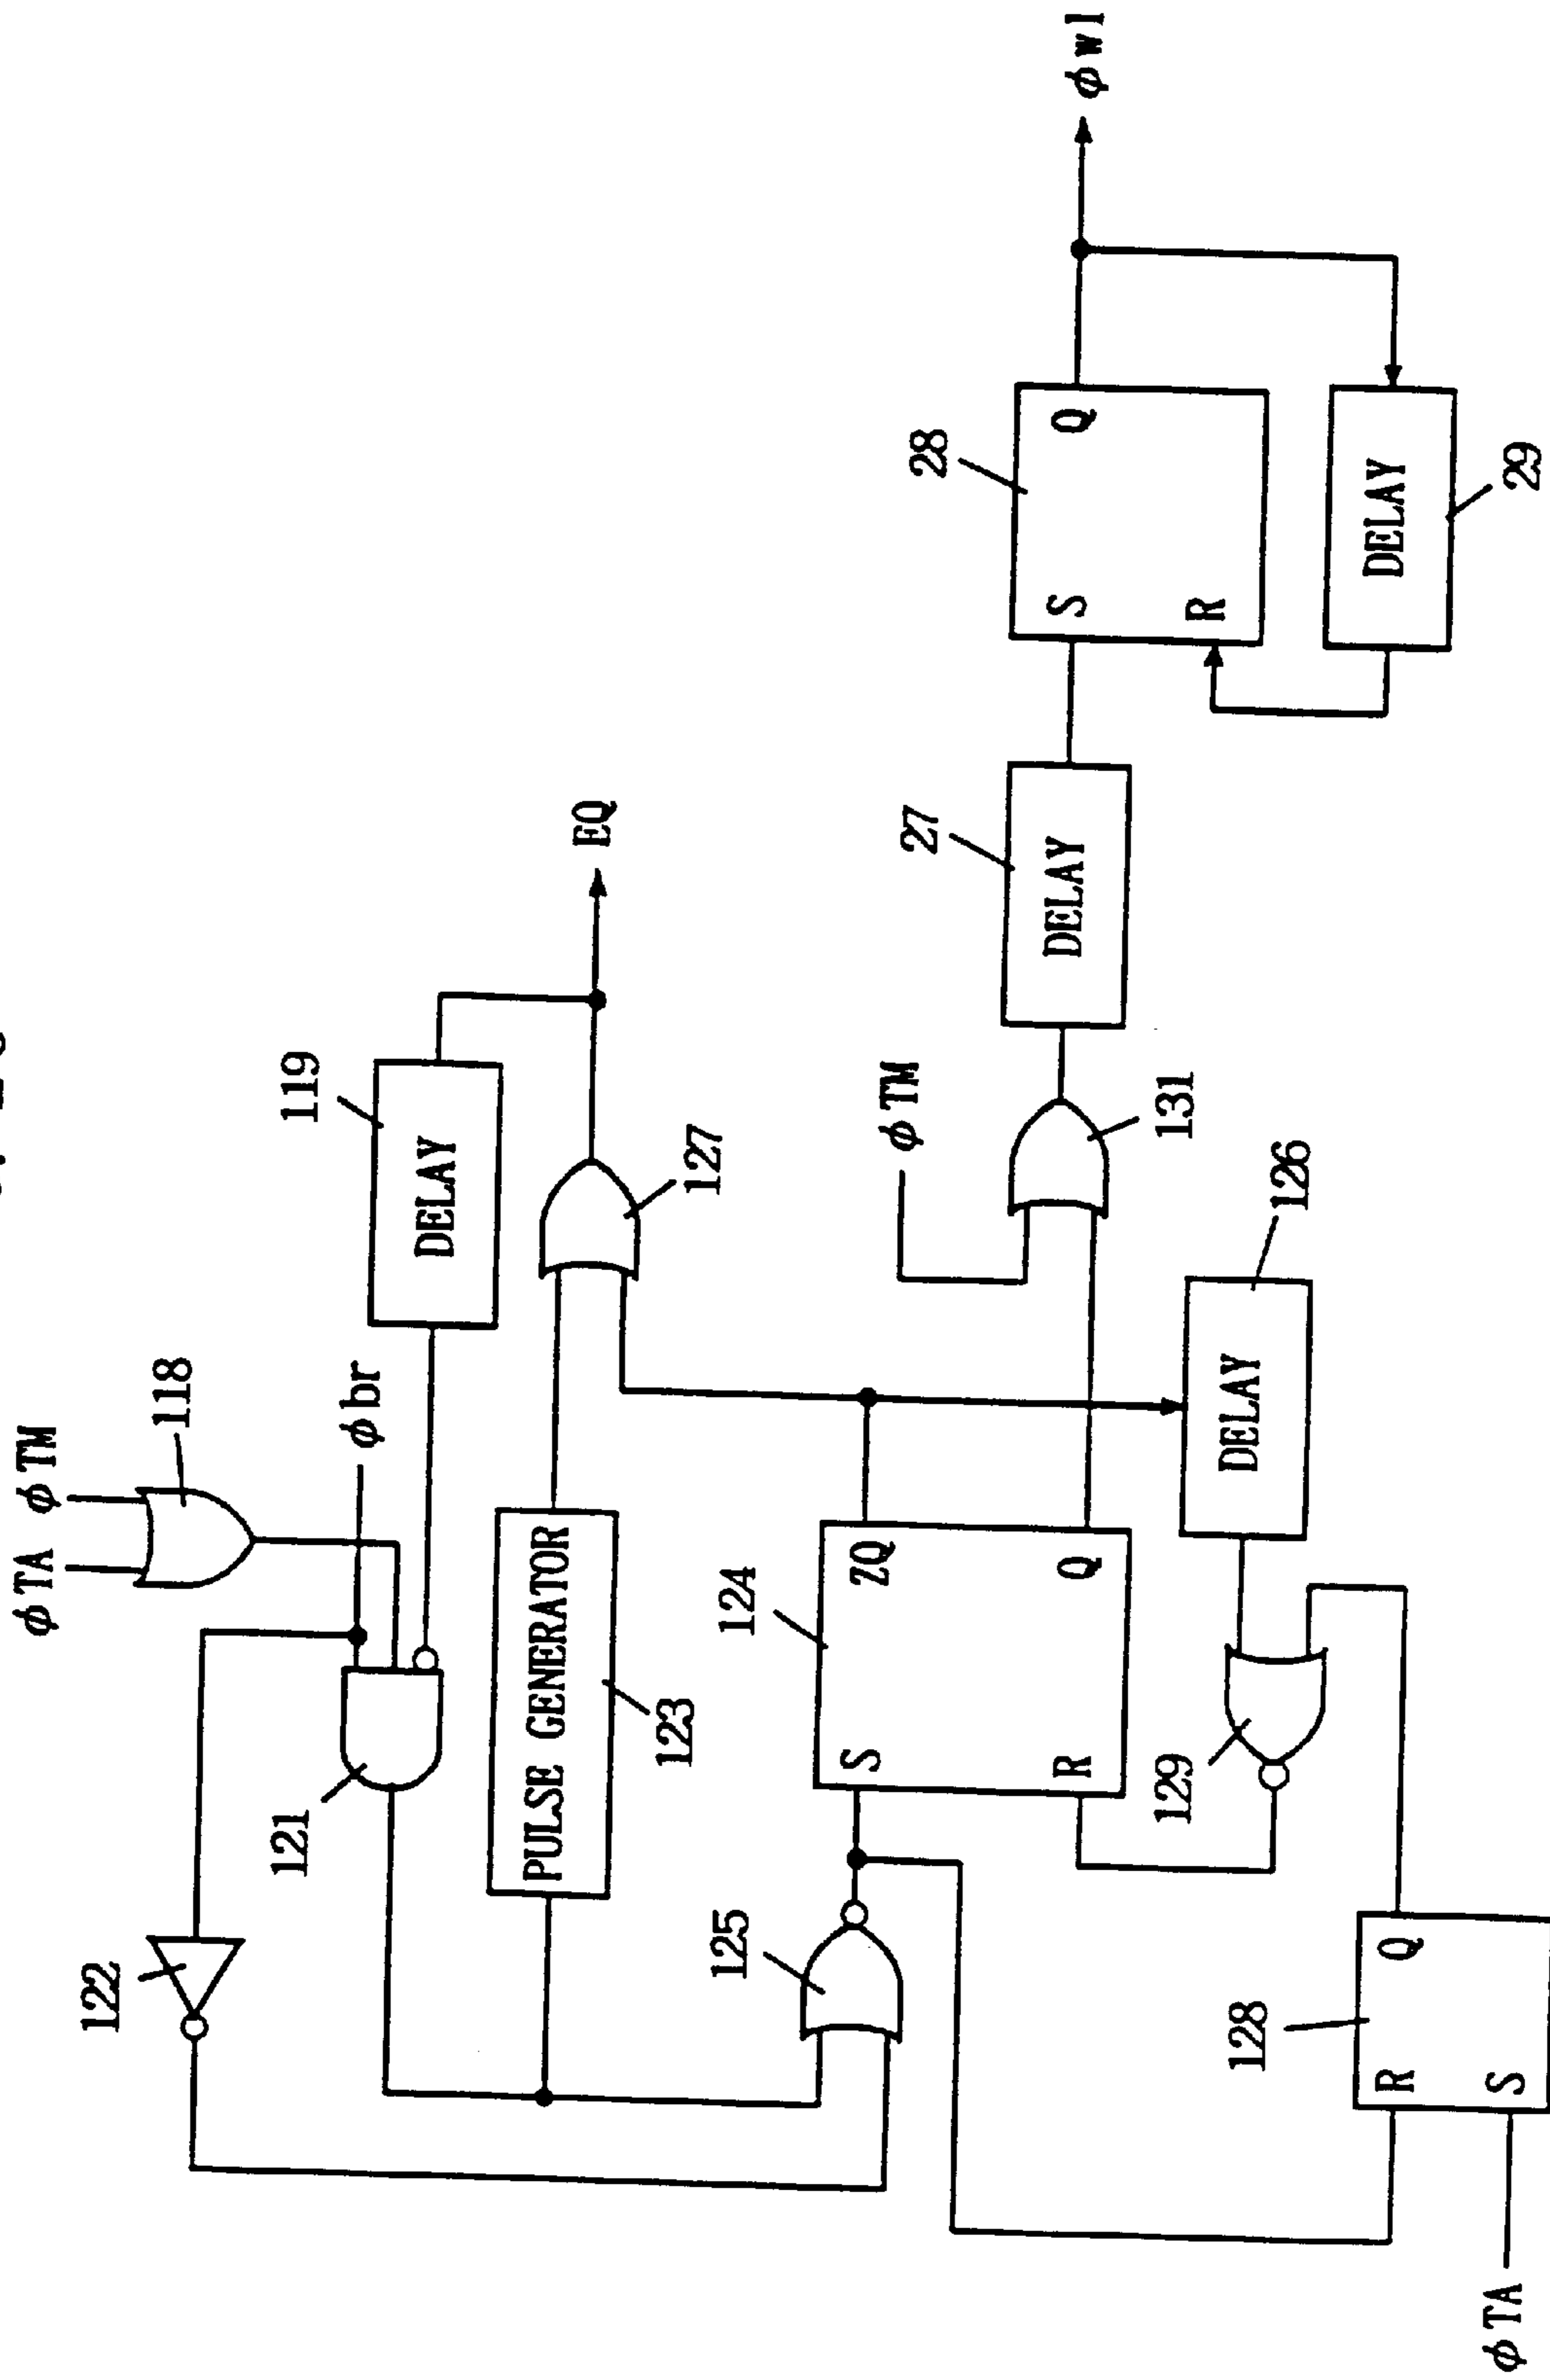 φTA φTM
118
φbr
119
DELAY
EQ
122
121
PULSE GENERATOR
123
127
124
S
ZQ
R
Q
125
φTM
131
27
DELAY
28
S
Q
R
DELAY
29
φwl
DELAY
126
129
128
R
Q
S
φTA